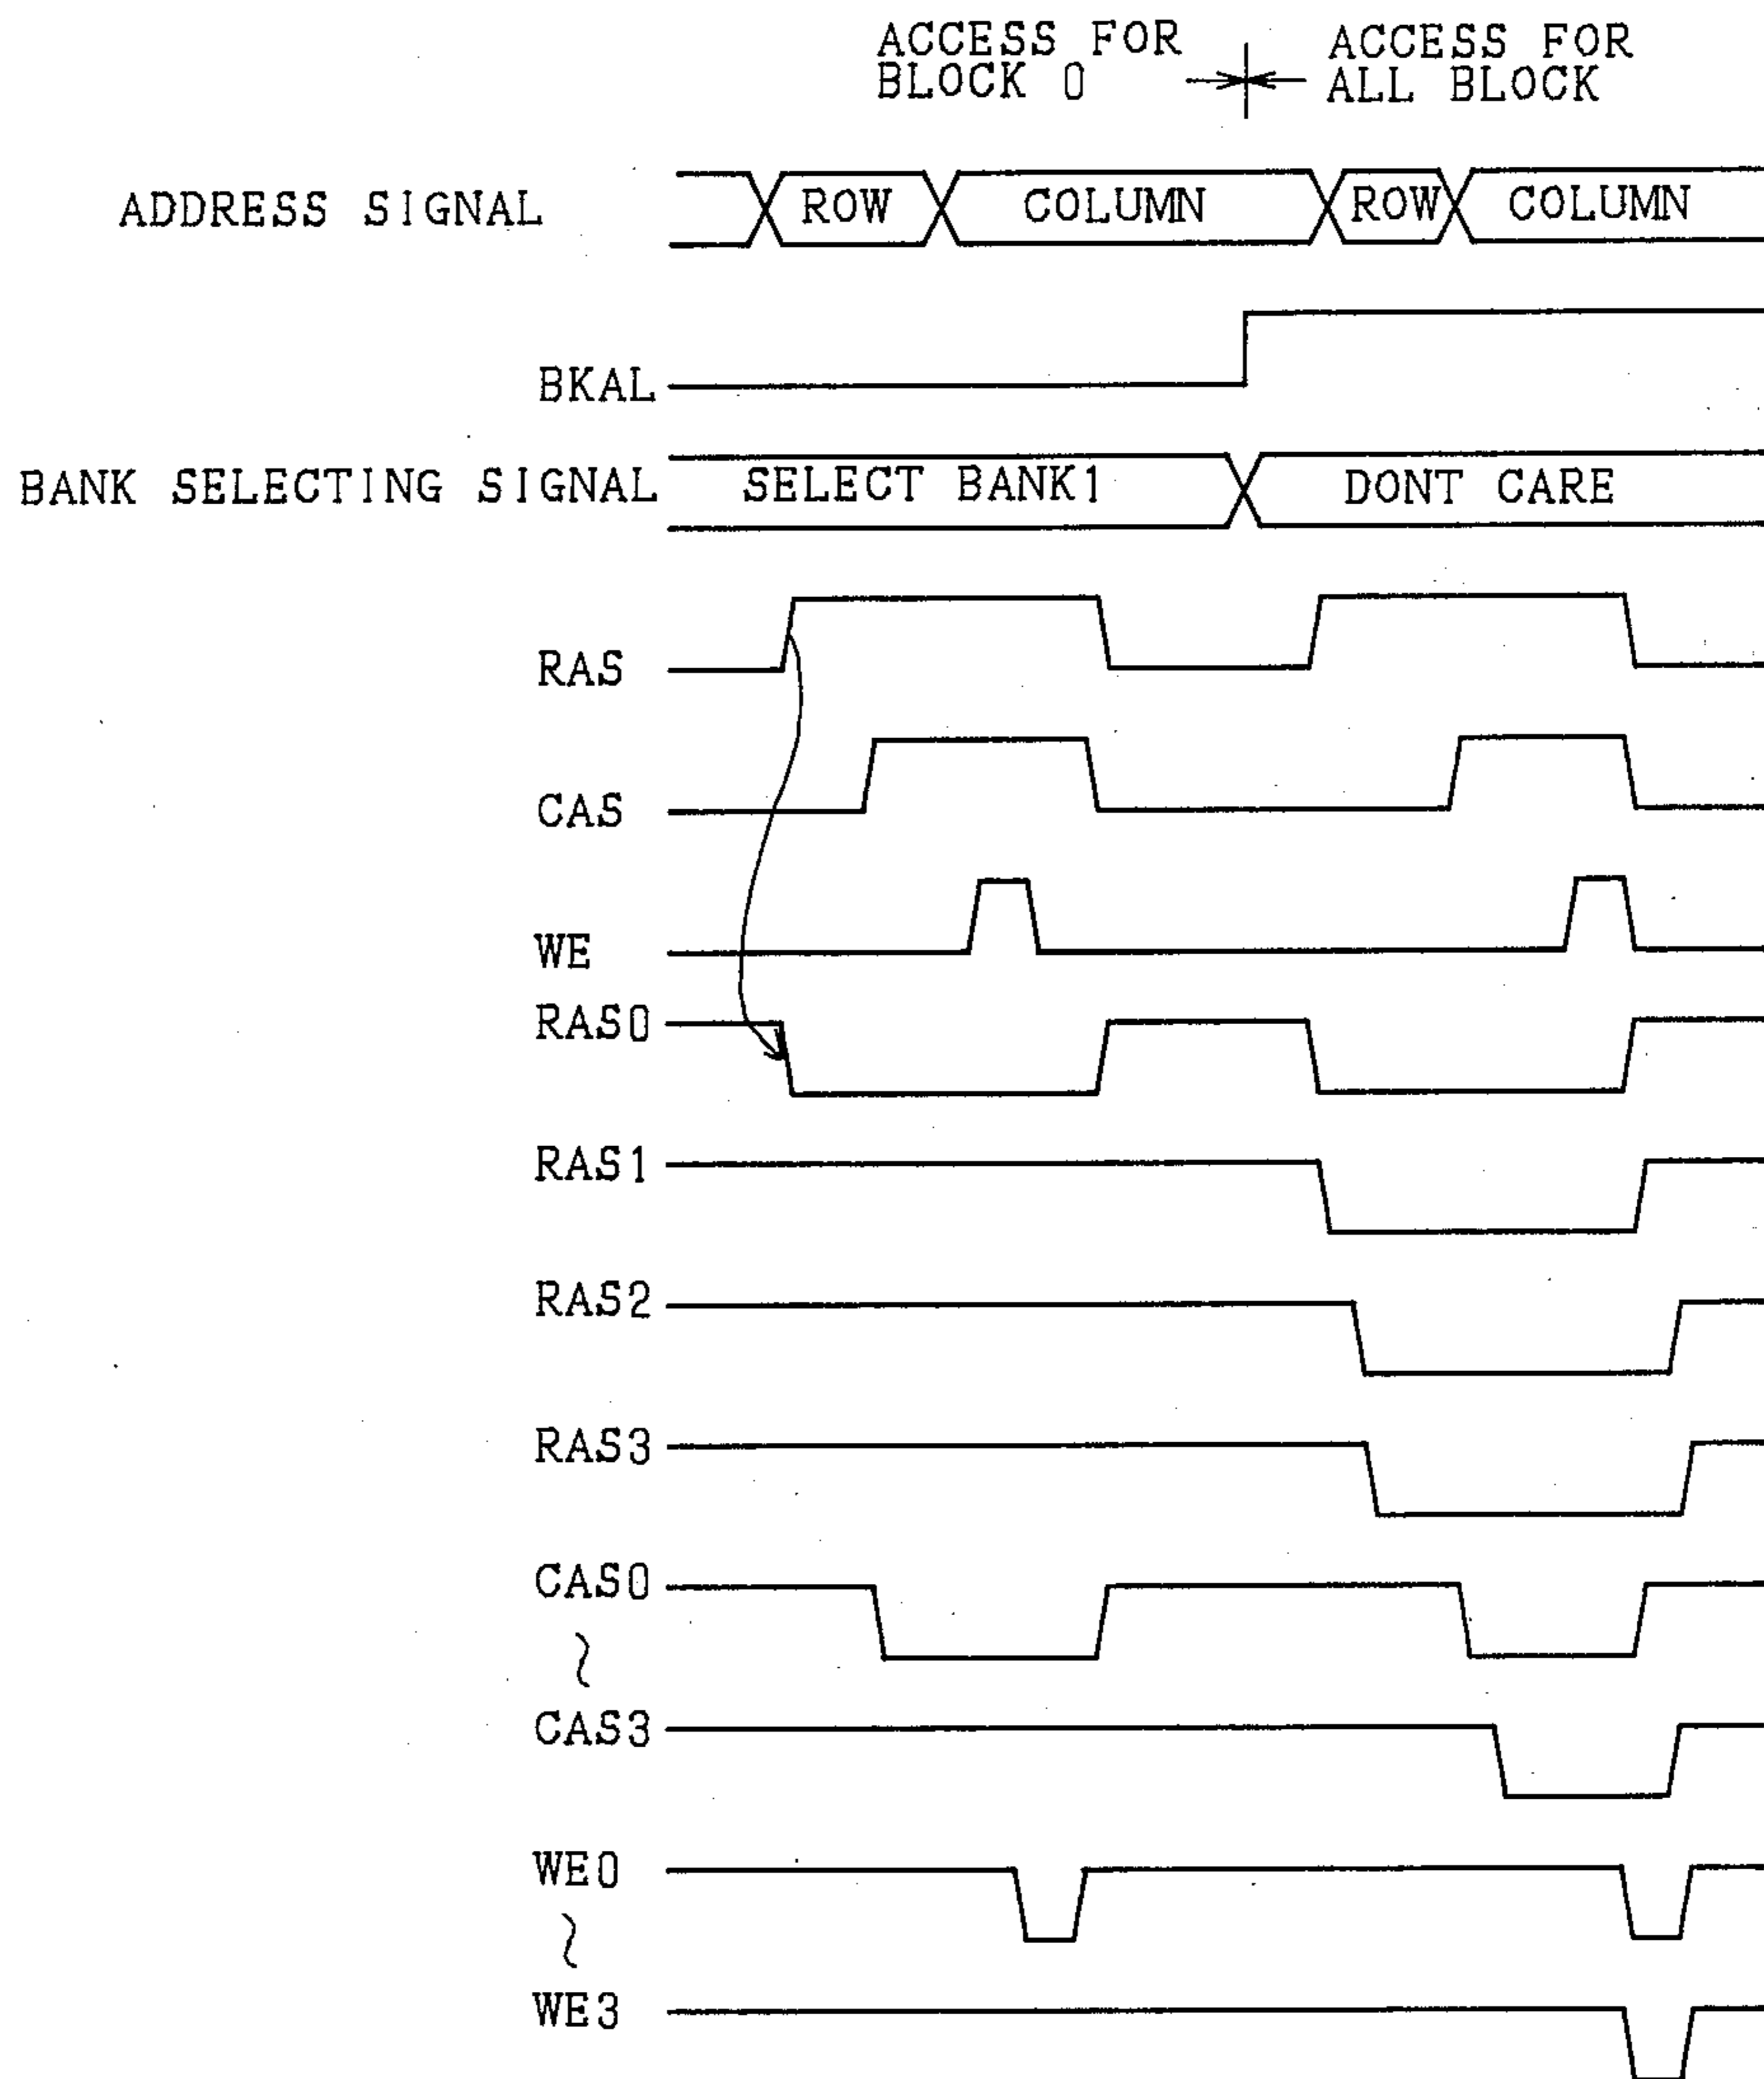 ACCESS FOR
BLOCK 0
ACCESS FOR
ALL BLOCK
ADDRESS SIGNAL
ROW
COLUMN
ROW
COLUMN
BKAL
BANK SELECTING SIGNAL
SELECT BANK1
DONT CARE
RAS
CAS
WE
RAS0
RAS1
RAS2
RAS3
CAS0
~
CAS3
WE0
~
WE3